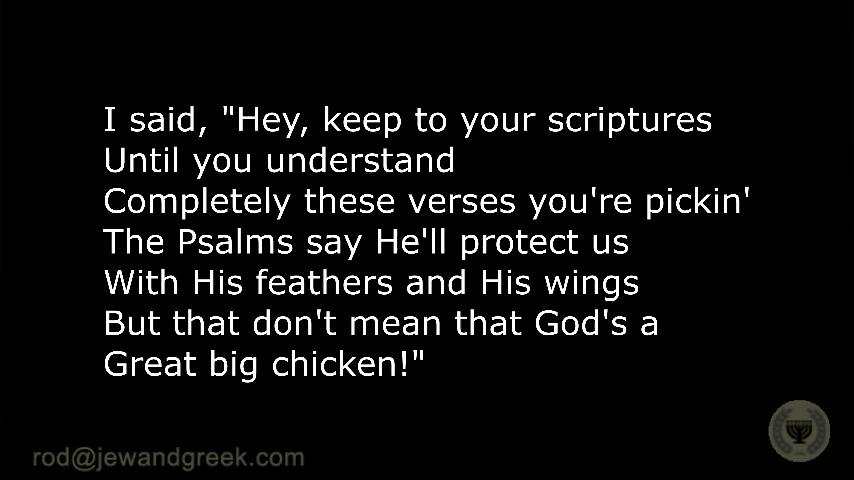 I said, "Hey, keep to your scriptures
Until you understand
Completely these verses you're pickin'
The Psalms say He'll protect us
With His feathers and His wings
But that don't mean that God's a
Great big chicken!"
rod@jewandgreek.com